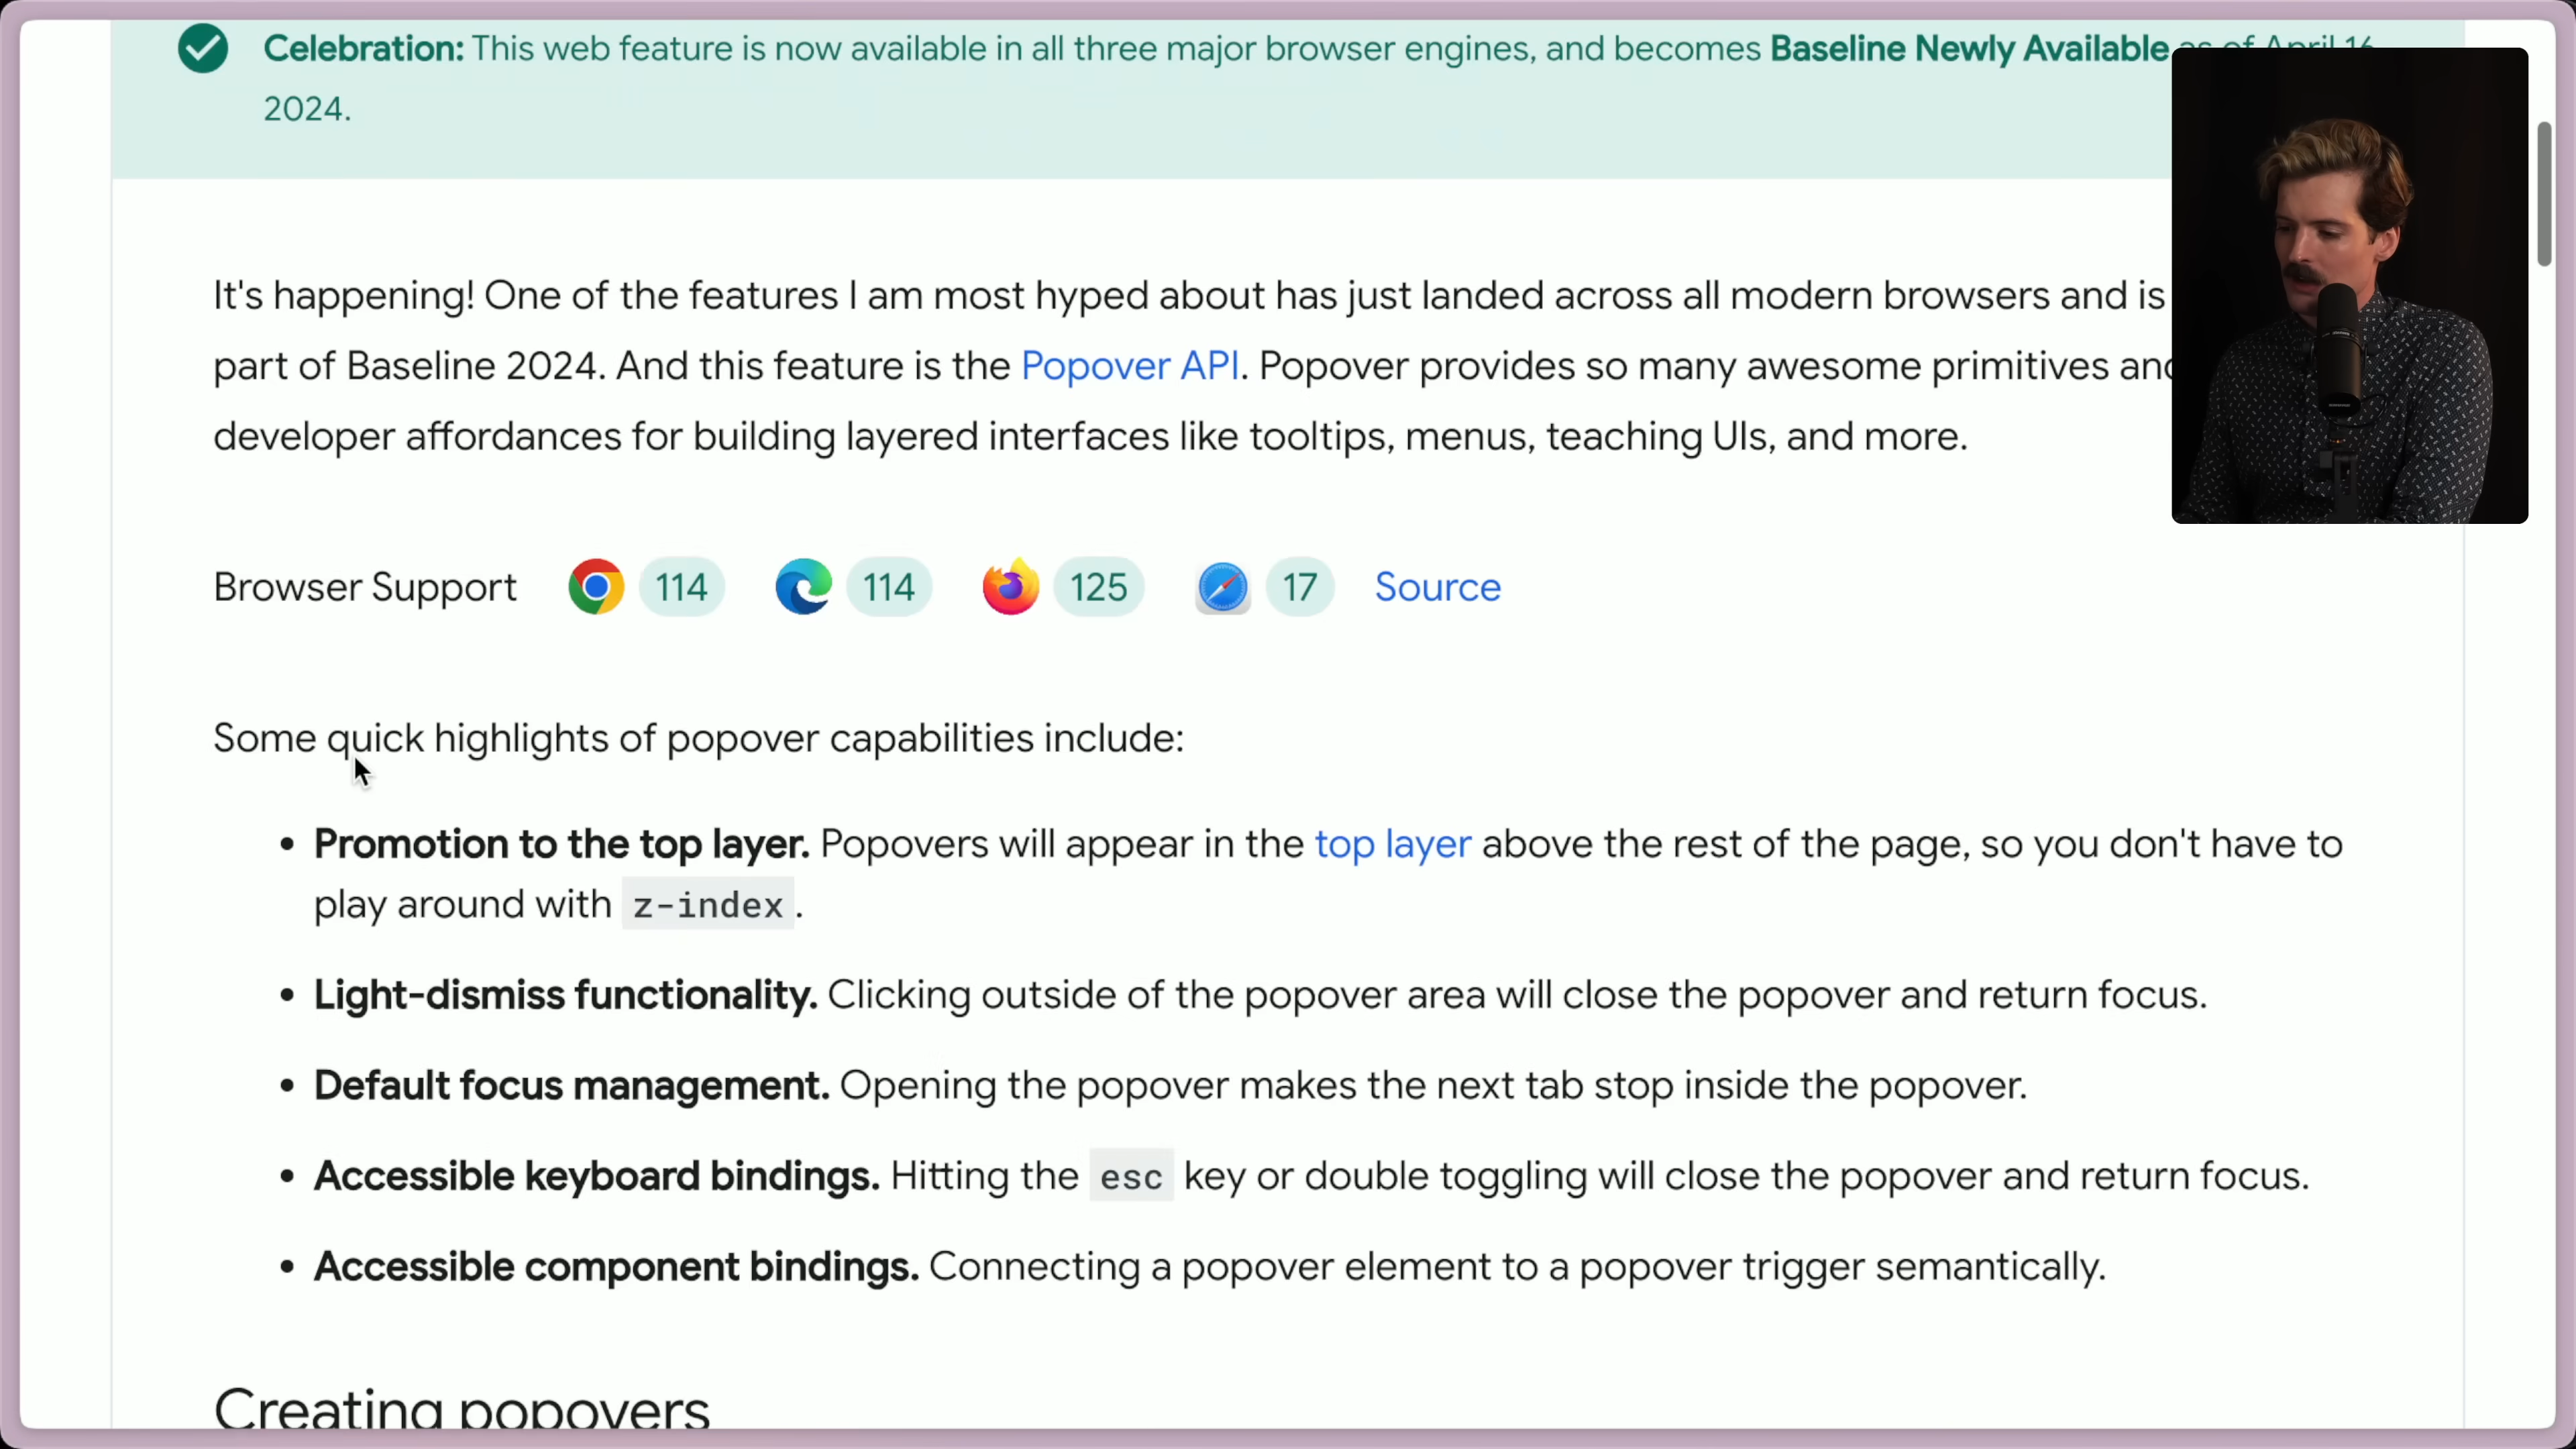 Celebration: This web feature is now available in all three major browser engines, and becomes Baseline Newly Available as of April 16
2024.
It's happening! One of the features I am most hyped about has just landed across all modern browsers and is
part of Baseline 2024. And this feature is the Popover API. Popover provides so many awesome primitives and
developer affordances for building layered interfaces like tooltips, menus, teaching UIs, and more.
Browser Support 114 114 125 17 Source
Some quick highlights of popover capabilities include:
• Promotion to the top layer. Popovers will appear in the top layer above the rest of the page, so you don't have to
play around with z-index.
• Light-dismiss functionality. Clicking outside of the popover area will close the popover and return focus.
• Default focus management. Opening the popover makes the next tab stop inside the popover.
• Accessible keyboard bindings. Hitting the esc key or double toggling will close the popover and return focus.
• Accessible component bindings. Connecting a popover element to a popover trigger semantically.
Creating popovers